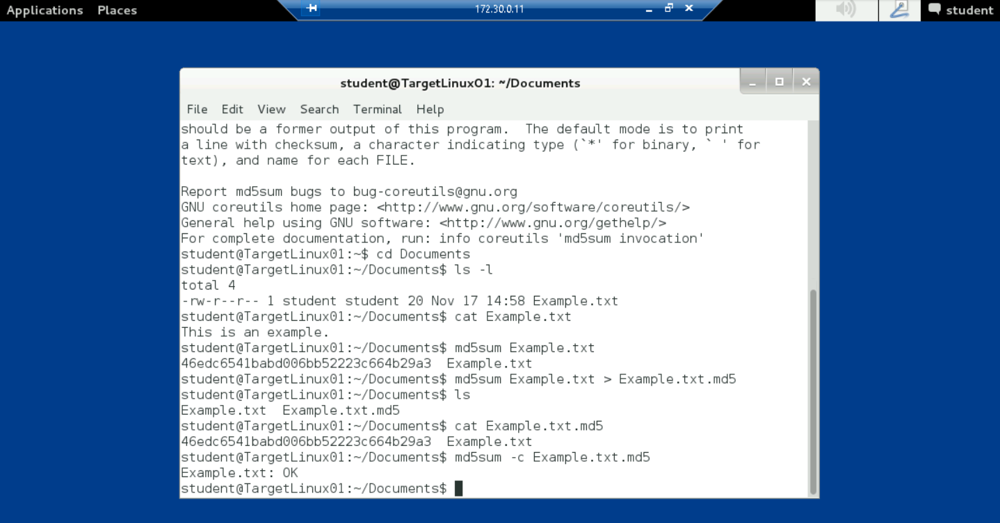 Applications Places 172.30.0.11 student
student@TargetLinux01: ~/Documents
File Edit View Search Terminal Help
should be a former output of this program.  The default mode is to print
a line with checksum, a character indicating type (`*' for binary, ` ' for
text), and name for each FILE.

Report md5sum bugs to bug-coreutils@gnu.org
GNU coreutils home page: <http://www.gnu.org/software/coreutils/>
General help using GNU software: <http://www.gnu.org/gethelp/>
For complete documentation, run: info coreutils 'md5sum invocation'
student@TargetLinux01:~$ cd Documents
student@TargetLinux01:~/Documents$ ls -l
total 4
-rw-r--r-- 1 student student 20 Nov 17 14:58 Example.txt
student@TargetLinux01:~/Documents$ cat Example.txt
This is an example.
student@TargetLinux01:~/Documents$ md5sum Example.txt
46edc6541babd006bb52223c664b29a3  Example.txt
student@TargetLinux01:~/Documents$ md5sum Example.txt > Example.txt.md5
student@TargetLinux01:~/Documents$ ls
Example.txt  Example.txt.md5
student@TargetLinux01:~/Documents$ cat Example.txt.md5
46edc6541babd006bb52223c664b29a3  Example.txt
student@TargetLinux01:~/Documents$ md5sum -c Example.txt.md5
Example.txt: OK
student@TargetLinux01:~/Documents$